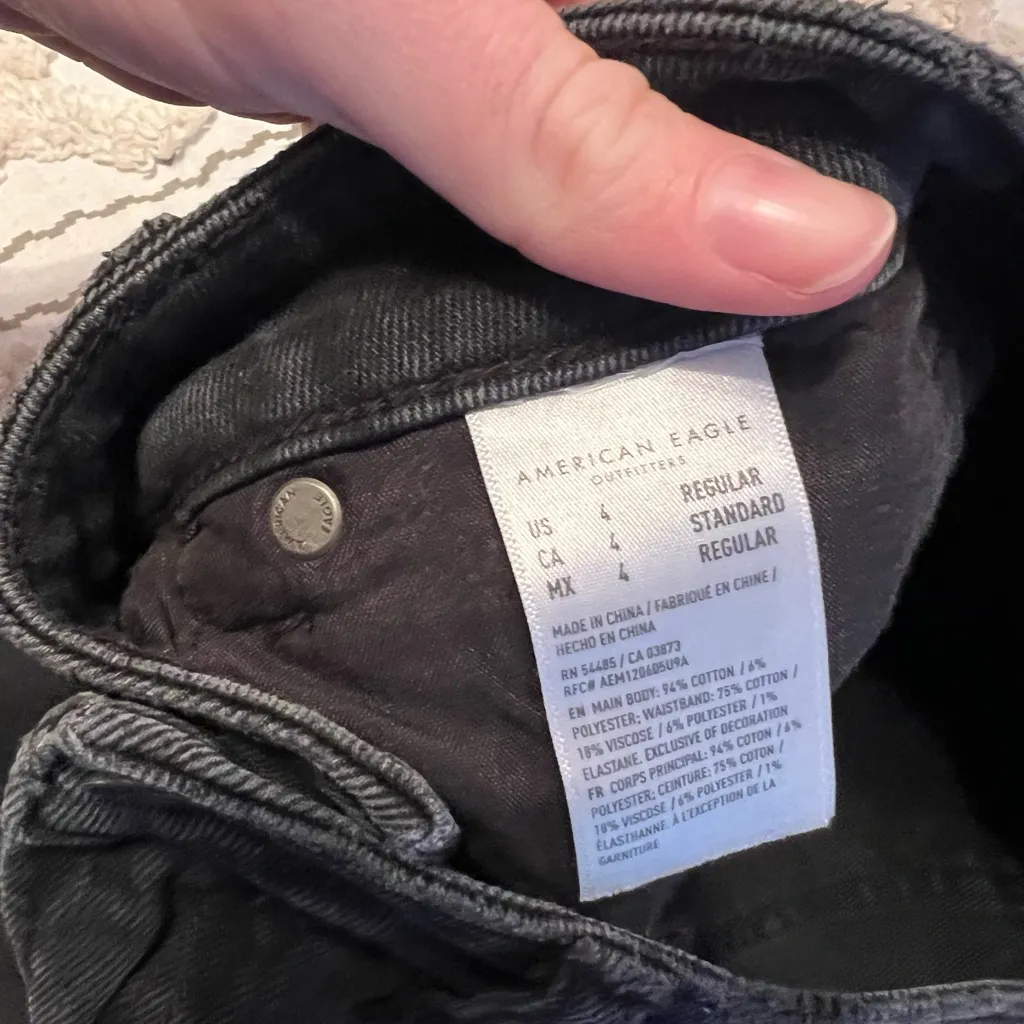 AMERICAN EAGLE
OUTFITTERS
US 4 REGULAR
CA 4 STANDARD
MX 4 REGULAR
MADE IN CHINA / FABRIQUÉ EN CHINE /
HECHO EN CHINA
RN 54485 / CA 03873
RFC# AEM120605U9A
EN MAIN BODY: 94% COTTON / 6%
POLYESTER; WAISTBAND: 75% COTTON /
18% VISCOSE / 6% POLYESTER / 1%
ELASTANE. EXCLUSIVE OF DECORATION
FR CORPS PRINCIPAL: 94% COTON / 6%
POLYESTER; CEINTURE: 75% COTON /
18% VISCOSE / 6% POLYESTER / 1%
ÉLASTHANNE. À L'EXCEPTION DE LA
GARNITURE
AMERICAN EAGLE